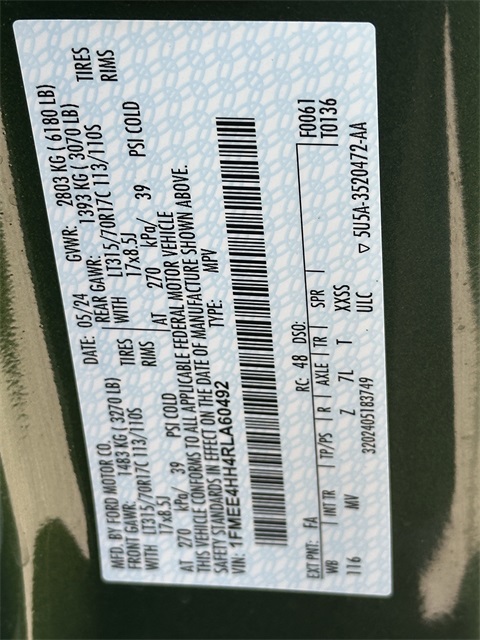 MFD. BY FORD MOTOR CO.
DATE: 05/24 GVWR: 2803 KG ( 6180 LB)
FRONT GAWR: 1483 KG ( 3270 LB) REAR GAWR: 1393 KG ( 3070 LB)
WITH LT315/70R17C 113/110S TIRES WITH LT315/70R17C 113/110S TIRES
17x8.5J RIMS 17x8.5J RIMS
AT 270 kPa/ 39 PSI COLD AT 270 kPa/ 39 PSI COLD
THIS VEHICLE CONFORMS TO ALL APPLICABLE FEDERAL MOTOR VEHICLE
SAFETY STANDARDS IN EFFECT ON THE DATE OF MANUFACTURE SHOWN ABOVE.
VIN: 1FMEE4HH4RLA60492 TYPE: MPV
EXT PNT: FA RC: 48 DSO: F0061
WB INT TR TP/PS R AXLE TR SPR T0136
116 MV Z 7L T XXSS
3202405183749 ULC ▽ 5U5A-3520472-AA